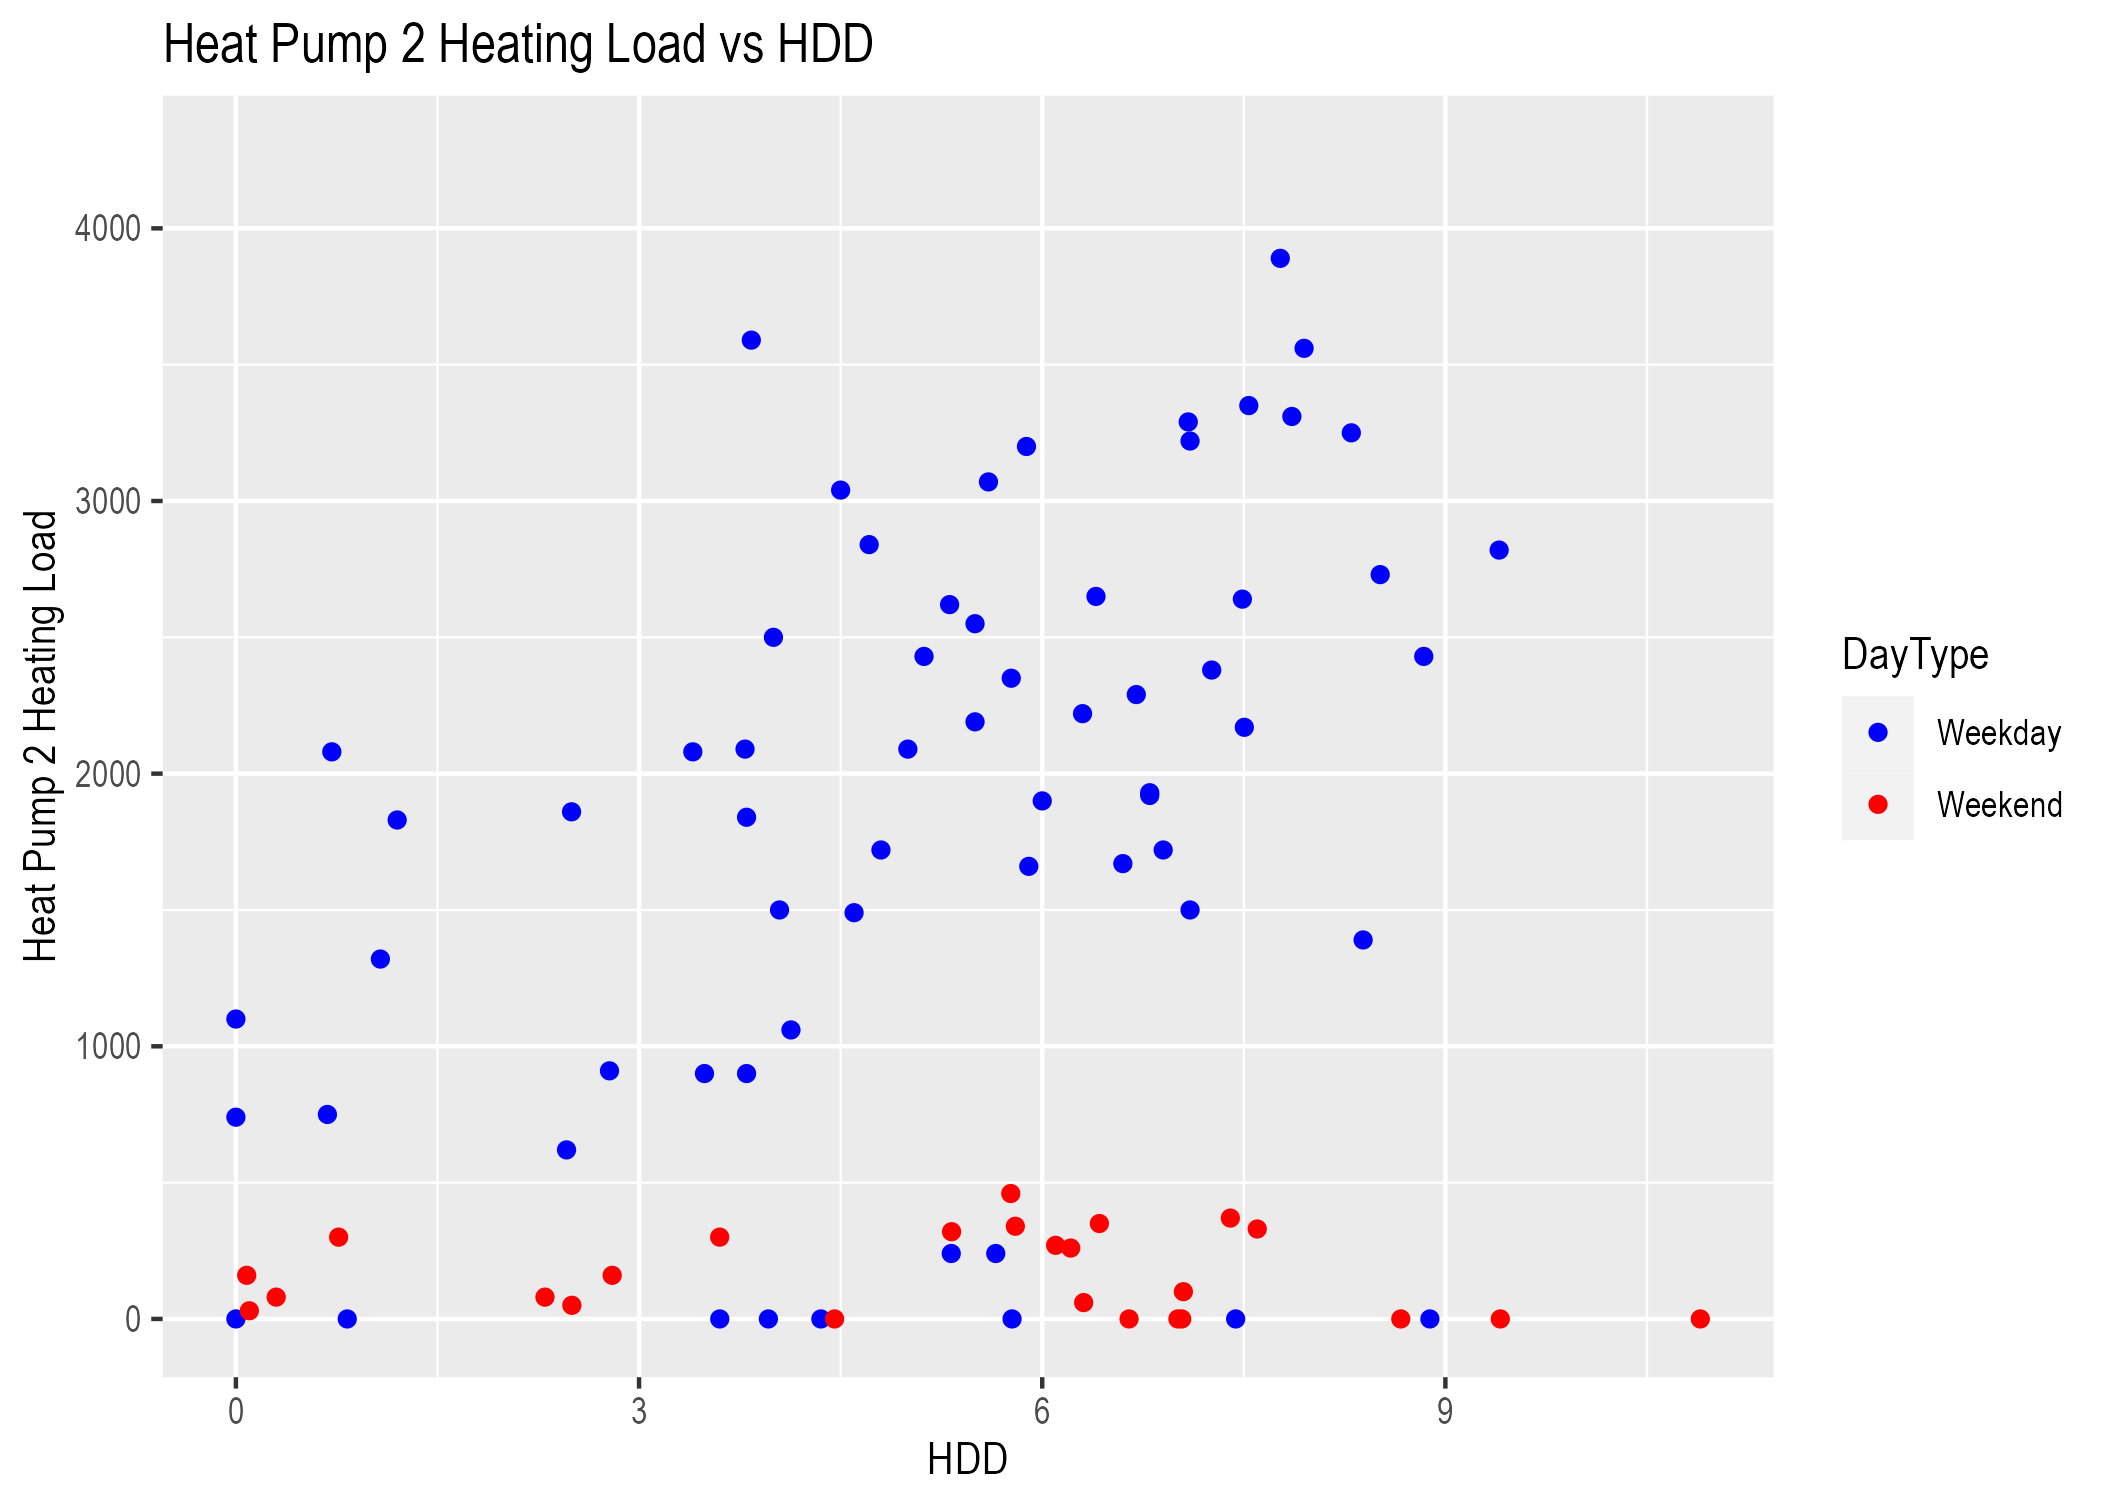 Heat Pump 2 Heating Load vs HDD
Heat Pump 2 Heating Load
4000
3000
2000
1000
0
0 3 6 9
HDD
DayType
Weekday
Weekend